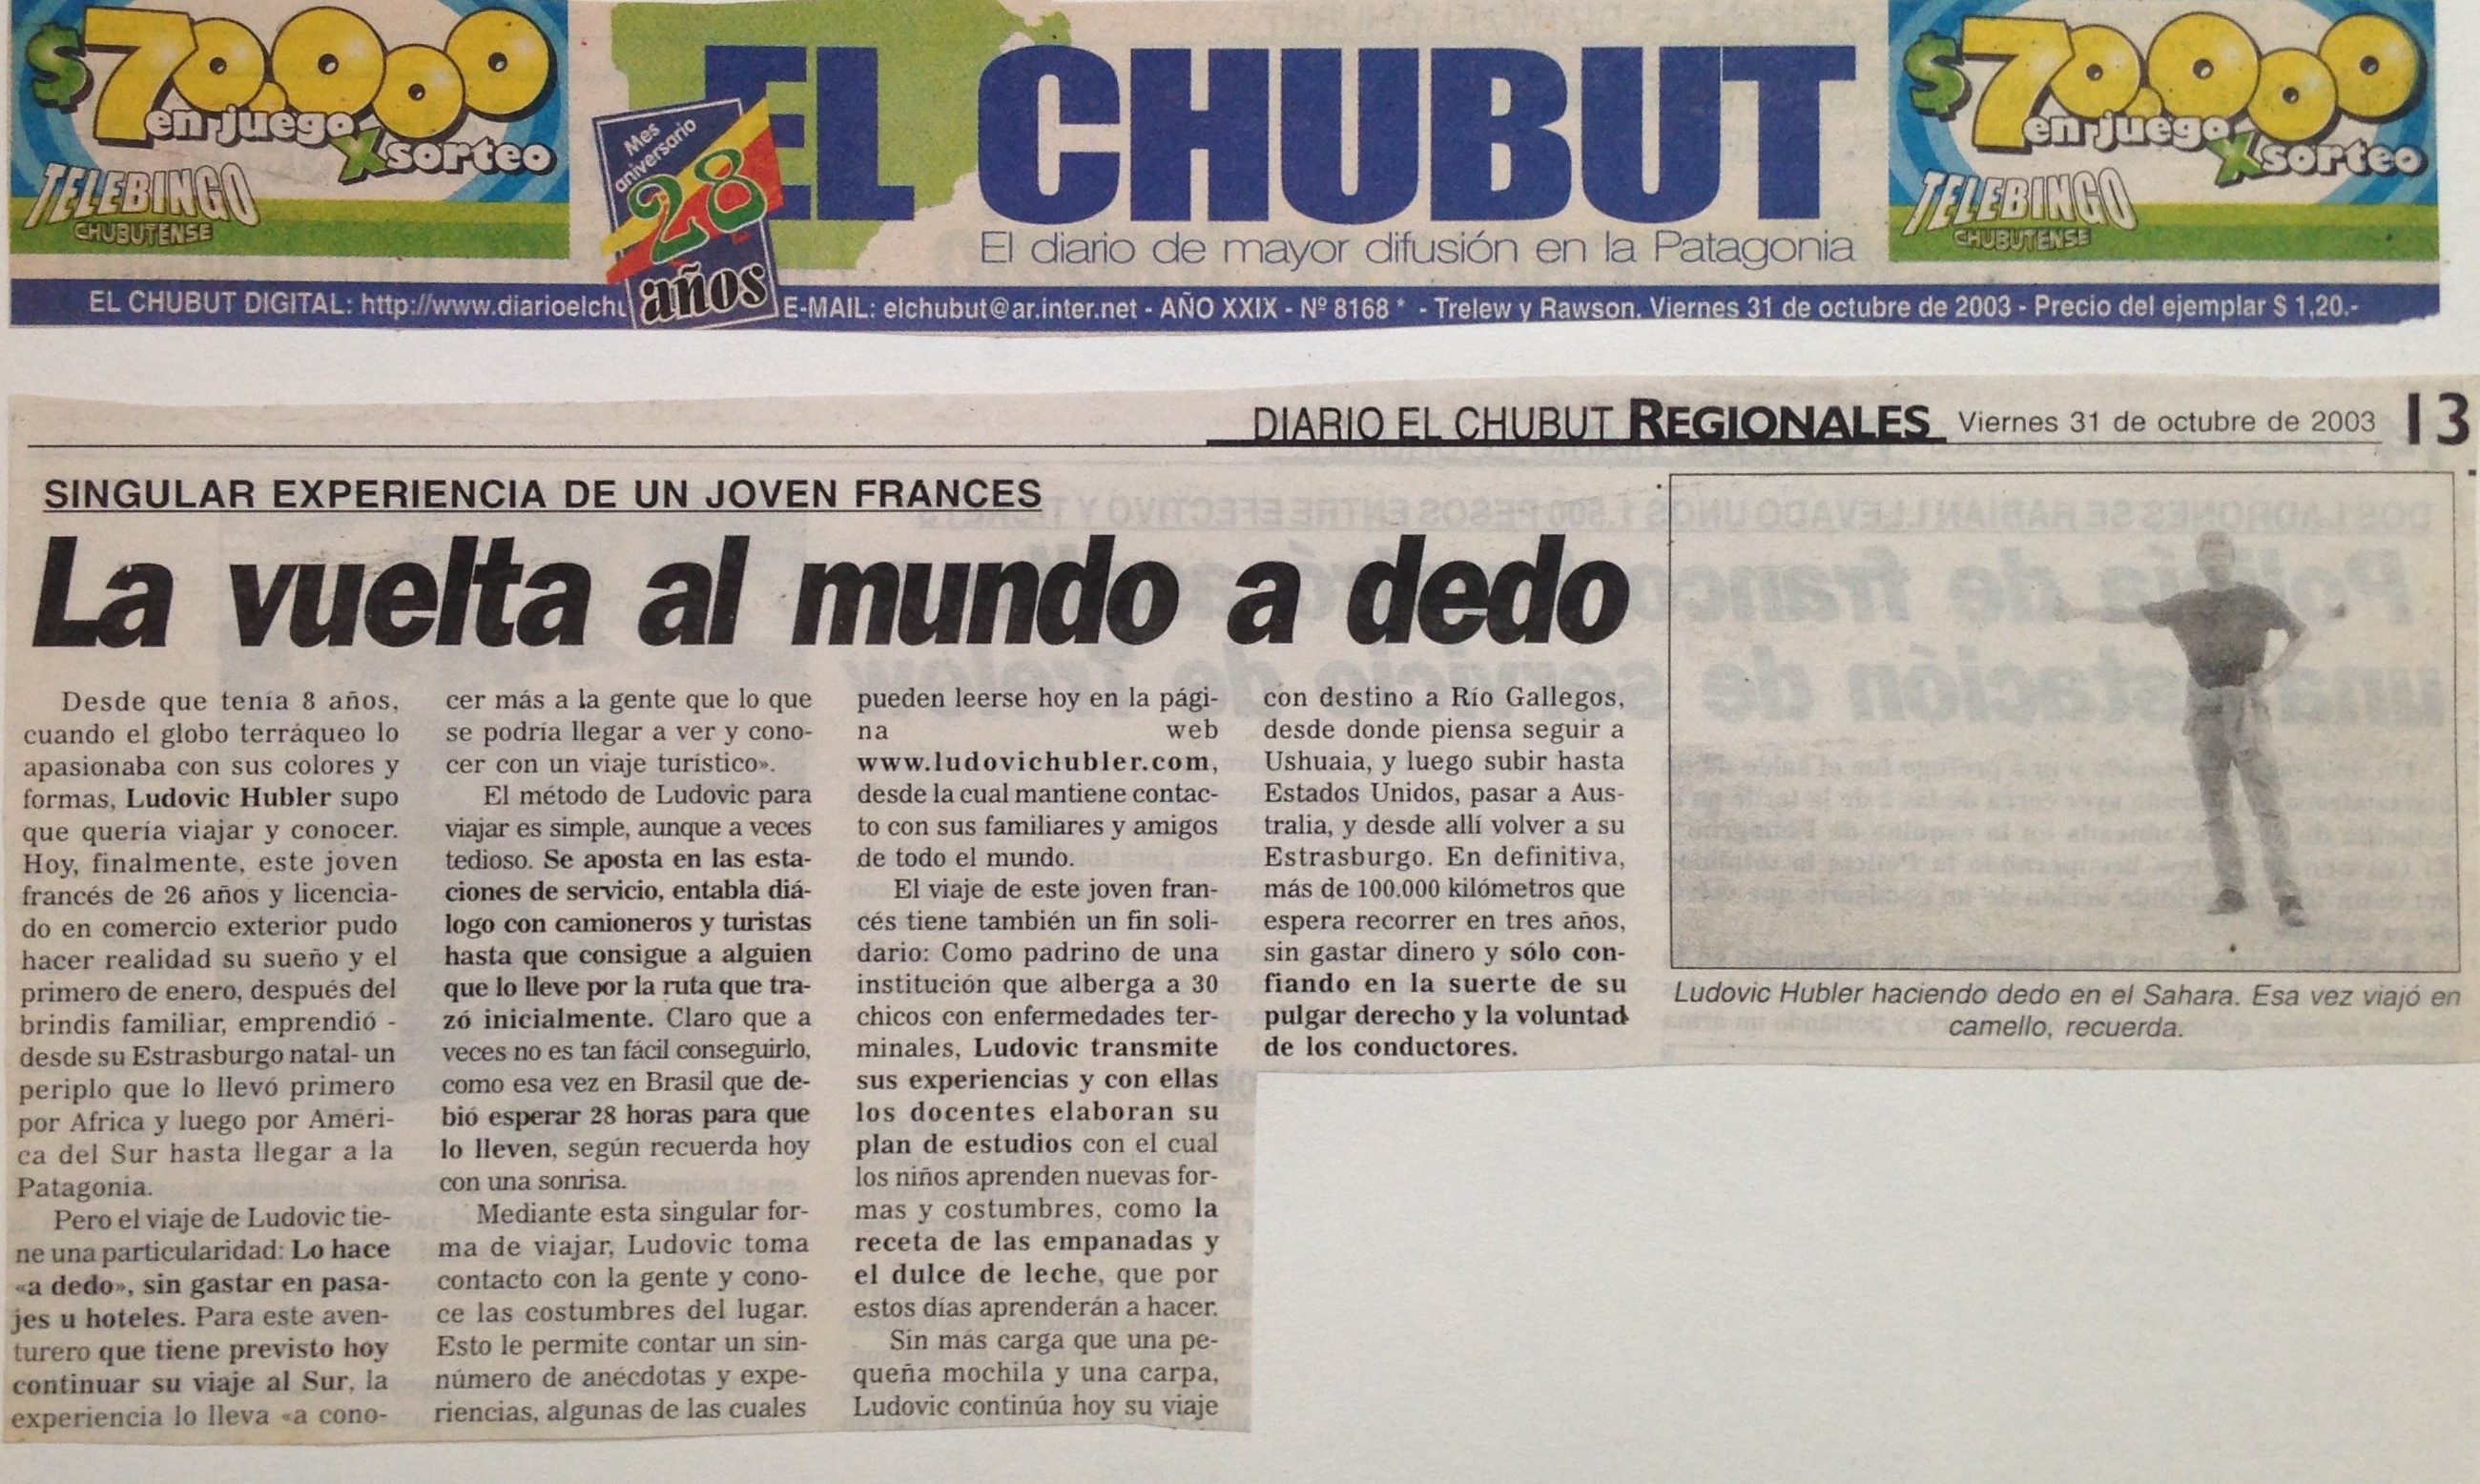 $70.000
en juego
X sorteo
TELEBINGO
CHUBUTENSE
Mes
aniversario
28
años
EL CHUBUT
El diario de mayor difusión en la Patagonia
$70.000
en juego
X sorteo
TELEBINGO
CHUBUTENSE
EL CHUBUT DIGITAL: http://www.diarioelchu
E-MAIL: elchubut@ar.inter.net - AÑO XXIX - Nº 8168 * - Trelew y Rawson. Viernes 31 de octubre de 2003 - Precio del ejemplar $ 1,20.-
DIARIO EL CHUBUT REGIONALES Viernes 31 de octubre de 2003 13
SINGULAR EXPERIENCIA DE UN JOVEN FRANCES
La vuelta al mundo a dedo
Desde que tenía 8 años,
cuando el globo terráqueo lo
apasionaba con sus colores y
formas, Ludovic Hubler supo
que quería viajar y conocer.
Hoy, finalmente, este joven
francés de 26 años y licencia-
do en comercio exterior pudo
hacer realidad su sueño y el
primero de enero, después del
brindis familiar, emprendió -
desde su Estrasburgo natal- un
periplo que lo llevó primero
por Africa y luego por Améri-
ca del Sur hasta llegar a la
Patagonia.
Pero el viaje de Ludovic tie-
ne una particularidad: Lo hace
«a dedo», sin gastar en pasa-
jes u hoteles. Para este aven-
turero que tiene previsto hoy
continuar su viaje al Sur, la
experiencia lo lleva «a cono-
cer más a la gente que lo que
se podría llegar a ver y cono-
cer con un viaje turístico».
El método de Ludovic para
viajar es simple, aunque a veces
tedioso. Se aposta en las esta-
ciones de servicio, entabla diá-
logo con camioneros y turistas
hasta que consigue a alguien
que lo lleve por la ruta que tra-
zó inicialmente. Claro que a
veces no es tan fácil conseguirlo,
como esa vez en Brasil que de-
bió esperar 28 horas para que
lo lleven, según recuerda hoy
con una sonrisa.
Mediante esta singular for-
ma de viajar, Ludovic toma
contacto con la gente y cono-
ce las costumbres del lugar.
Esto le permite contar un sin-
número de anécdotas y expe-
riencias, algunas de las cuales
pueden leerse hoy en la pági-
na web
www.ludovichubler.com,
desde la cual mantiene contac-
to con sus familiares y amigos
de todo el mundo.
El viaje de este joven fran-
cés tiene también un fin soli-
dario: Como padrino de una
institución que alberga a 30
chicos con enfermedades ter-
minales, Ludovic transmite
sus experiencias y con ellas
los docentes elaboran su
plan de estudios con el cual
los niños aprenden nuevas for-
mas y costumbres, como la
receta de las empanadas y
el dulce de leche, que por
estos días aprenderán a hacer.
Sin más carga que una pe-
queña mochila y una carpa,
Ludovic continúa hoy su viaje
con destino a Río Gallegos,
desde donde piensa seguir a
Ushuaia, y luego subir hasta
Estados Unidos, pasar a Aus-
tralia, y desde allí volver a su
Estrasburgo. En definitiva,
más de 100.000 kilómetros que
espera recorrer en tres años,
sin gastar dinero y sólo con-
fiando en la suerte de su
pulgar derecho y la voluntad
de los conductores.
Ludovic Hubler haciendo dedo en el Sahara. Esa vez viajó en
camello, recuerda.